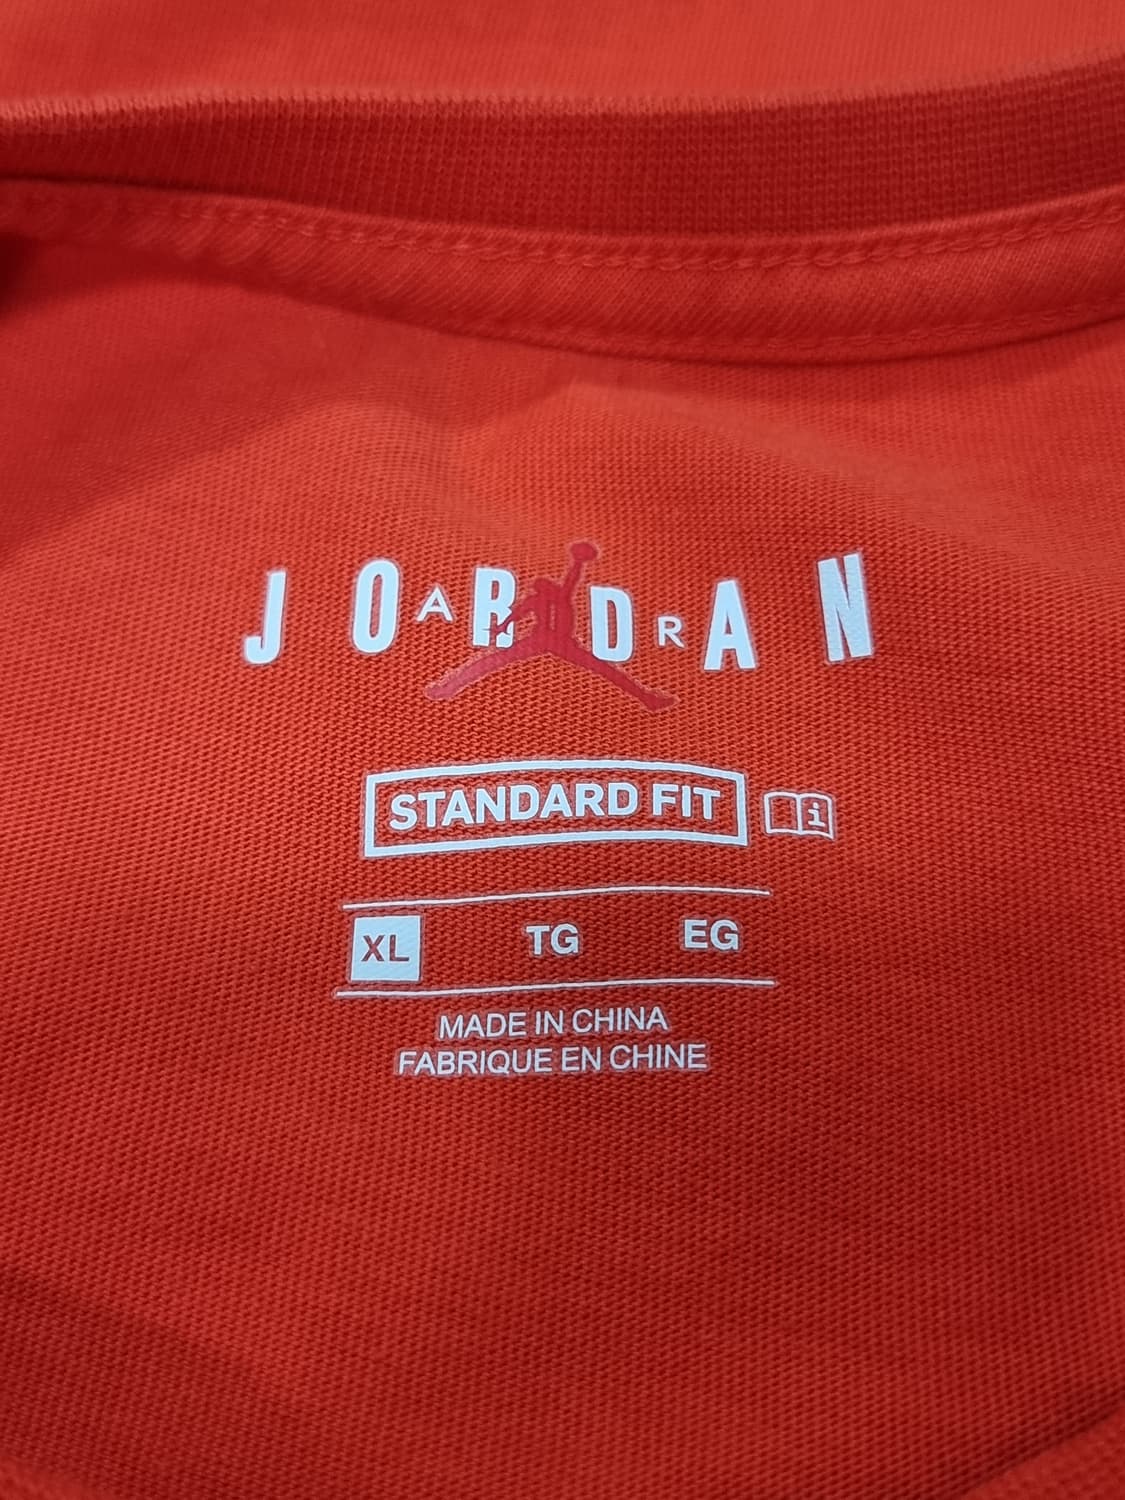 JORDAN
AIR
STANDARD FIT i
XL TG EG
MADE IN CHINA
FABRIQUE EN CHINE